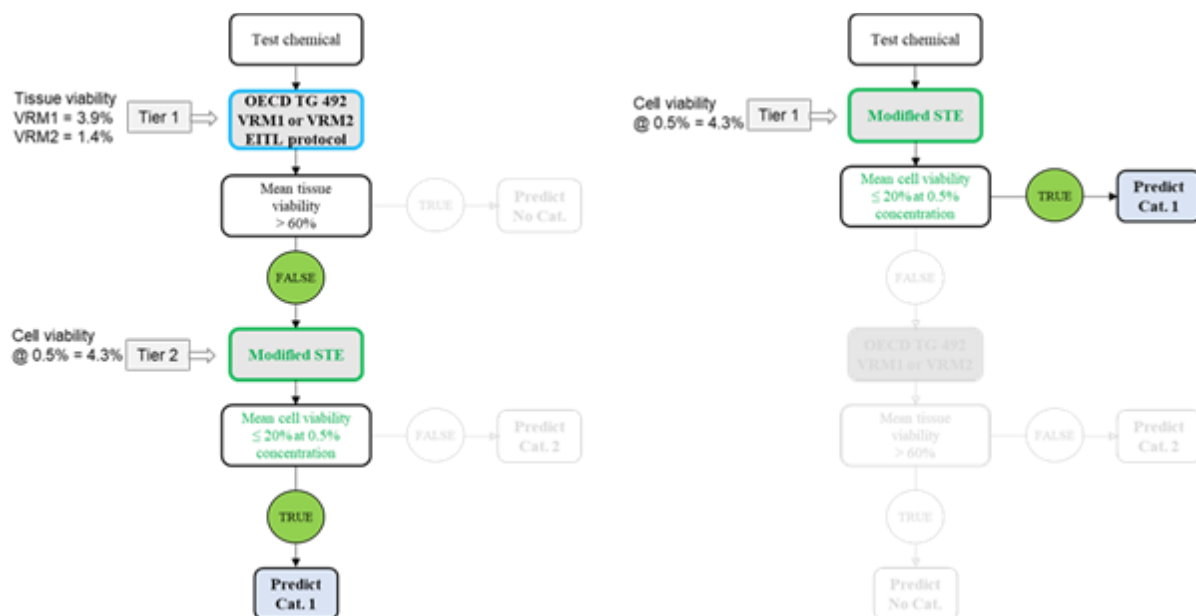 Test chemical
Tissue viability
VRM1 = 3.9%
VRM2 = 1.4%
Tier 1
OECD TG 492
VRM1 or VRM2
EITL protocol
Mean tissue
viability
> 60%
TRUE
Predict
No Cat.
FALSE
Cell viability
@ 0.5% = 4.3%
Tier 2
Modified STE
Mean cell viability
≤ 20% at 0.5%
concentration
FALSE
Predict
Cat. 2
TRUE
Predict
Cat. 1
Test chemical
Cell viability
@ 0.5% = 4.3%
Tier 1
Modified STE
Mean cell viability
≤ 20% at 0.5%
concentration
TRUE
Predict
Cat. 1
FALSE
OECD TG 492
VRM1 or VRM2
Mean tissue
viability
> 60%
FALSE
Predict
Cat. 2
TRUE
Predict
No Cat.